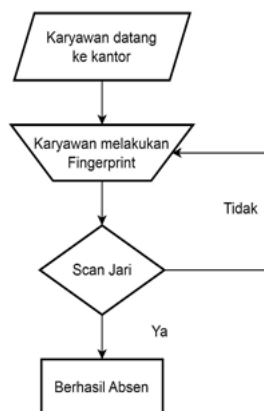 Karyawan datang
ke kantor
Karyawan melakukan
Fingerprint
Tidak
Scan Jari
Ya
Berhasil Absen